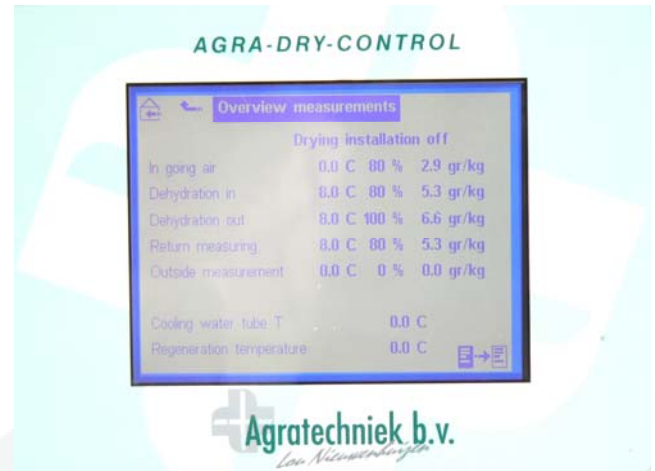 AGRA-DRY-CONTROL
Overview measurements
Drying installation off
In going air 0.0 C 80 % 2.9 gr/kg
Dehydration in 8.0 C 80 % 5.3 gr/kg
Dehydration out 8.0 C 100 % 6.6 gr/kg
Return measuring 8.0 C 80 % 5.3 gr/kg
Outside measurement 0.0 C 0 % 0.0 gr/kg
Cooling water tube T 0.0 C
Regeneration temperature 0.0 C
Agratechniek b.v.
Lou Nieuwenhuizen